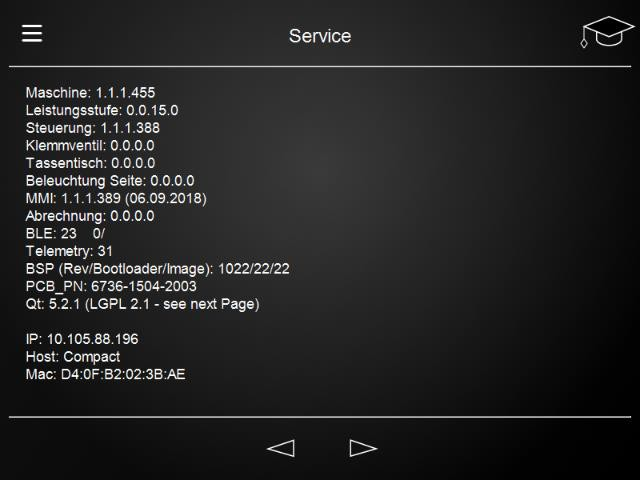 Service
Maschine: 1.1.1.455
Leistungsstufe: 0.0.15.0
Steuerung: 1.1.1.388
Klemmventil: 0.0.0.0
Tassentisch: 0.0.0.0
Beleuchtung Seite: 0.0.0.0
MMI: 1.1.1.389 (06.09.2018)
Abrechnung: 0.0.0.0
BLE: 23 0/
Telemetry: 31
BSP (Rev/Bootloader/Image): 1022/22/22
PCB_PN: 6736-1504-2003
Qt: 5.2.1 (LGPL 2.1 - see next Page)
IP: 10.105.88.196
Host: Compact
Mac: D4:0F:B2:02:3B:AE